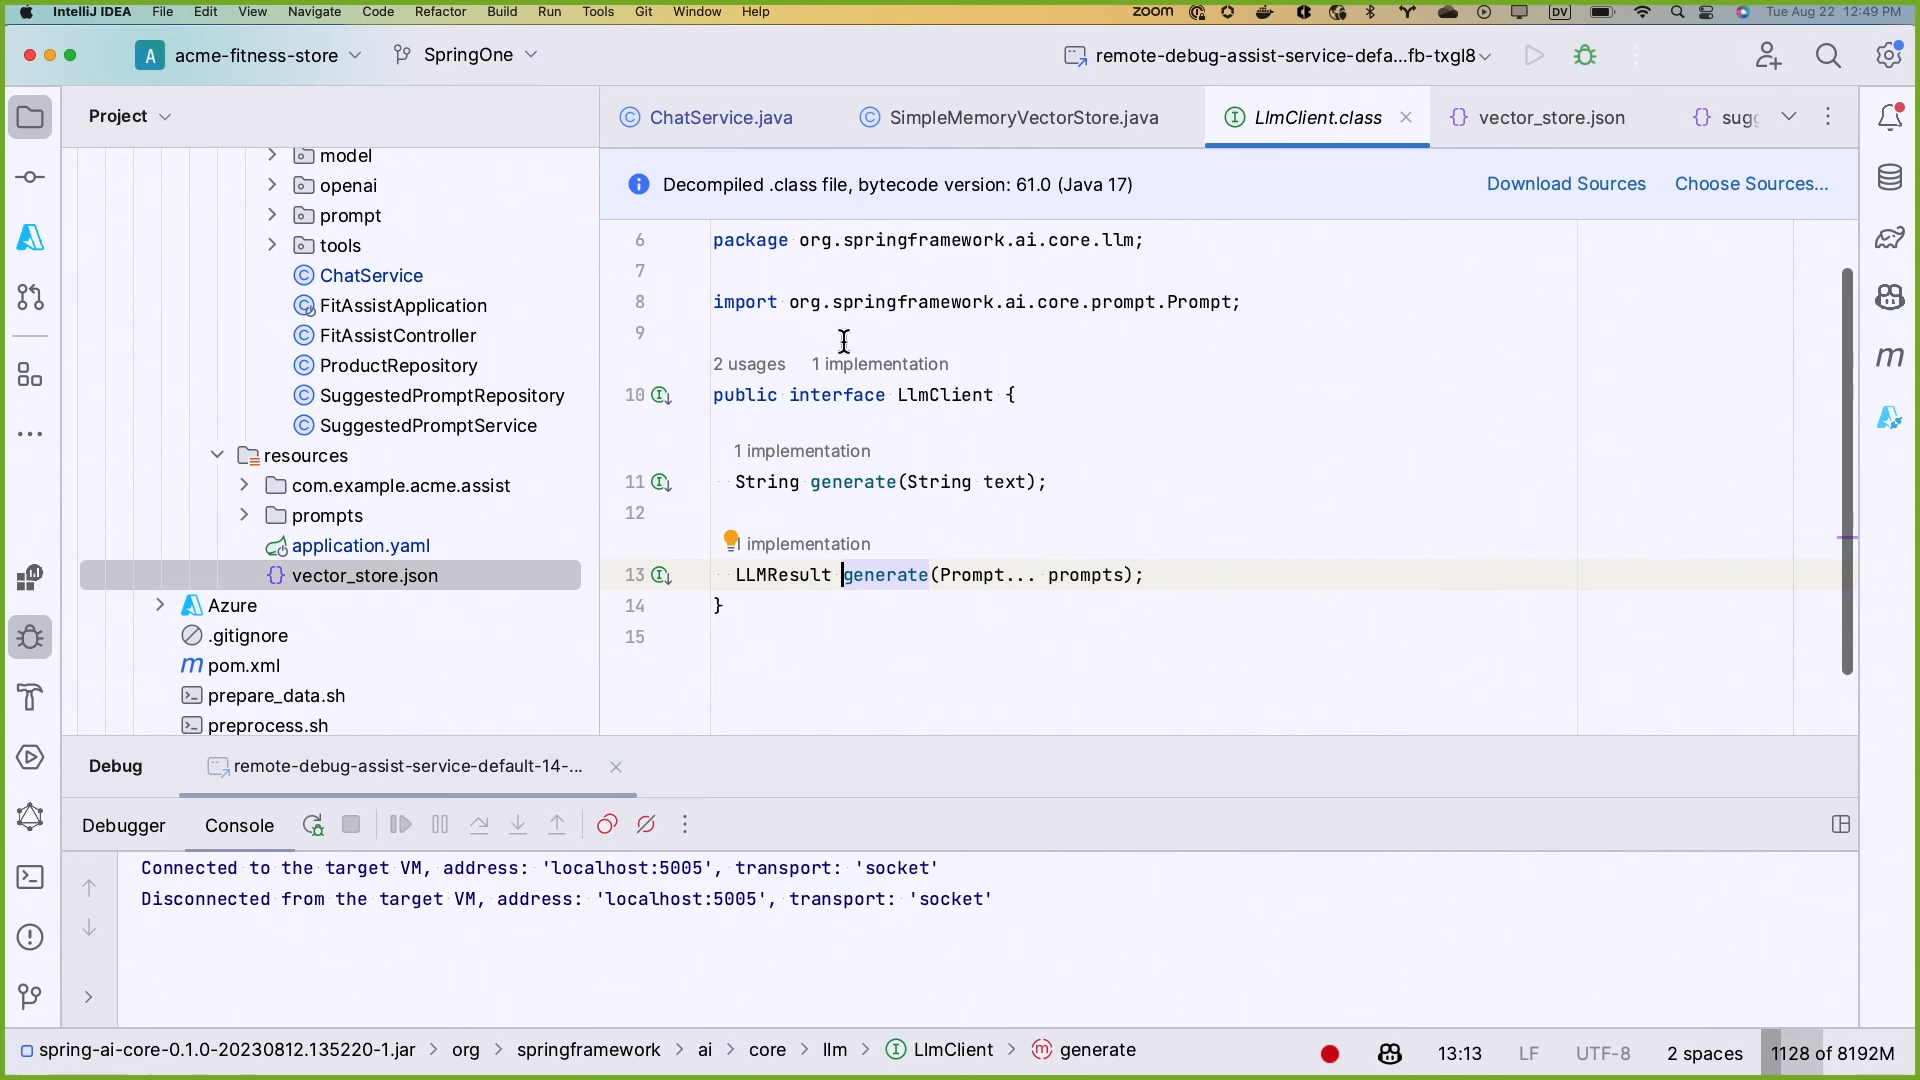 IntelliJ IDEA File Edit View Navigate Code Refactor Build Run Tools Git Window Help zoom DV Tue Aug 22 12:49 PM
A acme-fitness-store SpringOne remote-debug-assist-service-defa...fb-txgl8
Project
ChatService.java SimpleMemoryVectorStore.java LlmClient.class vector_store.json sugg
model
openai
prompt
tools
ChatService
FitAssistApplication
FitAssistController
ProductRepository
SuggestedPromptRepository
SuggestedPromptService
resources
com.example.acme.assist
prompts
application.yaml
vector_store.json
Azure
.gitignore
pom.xml
prepare_data.sh
preprocess.sh
Decompiled .class file, bytecode version: 61.0 (Java 17) Download Sources Choose Sources...
6 package org.springframework.ai.core.llm;
7
8 import org.springframework.ai.core.prompt.Prompt;
9
2 usages 1 implementation
10 public interface LlmClient {
1 implementation
11 String generate(String text);
12
1 implementation
13 LLMResult generate(Prompt... prompts);
14 }
15
Debug remote-debug-assist-service-default-14-...
Debugger Console
Connected to the target VM, address: 'localhost:5005', transport: 'socket'
Disconnected from the target VM, address: 'localhost:5005', transport: 'socket'
spring-ai-core-0.1.0-20230812.135220-1.jar > org > springframework > ai > core > llm > LlmClient > generate 13:13 LF UTF-8 2 spaces 1128 of 8192M